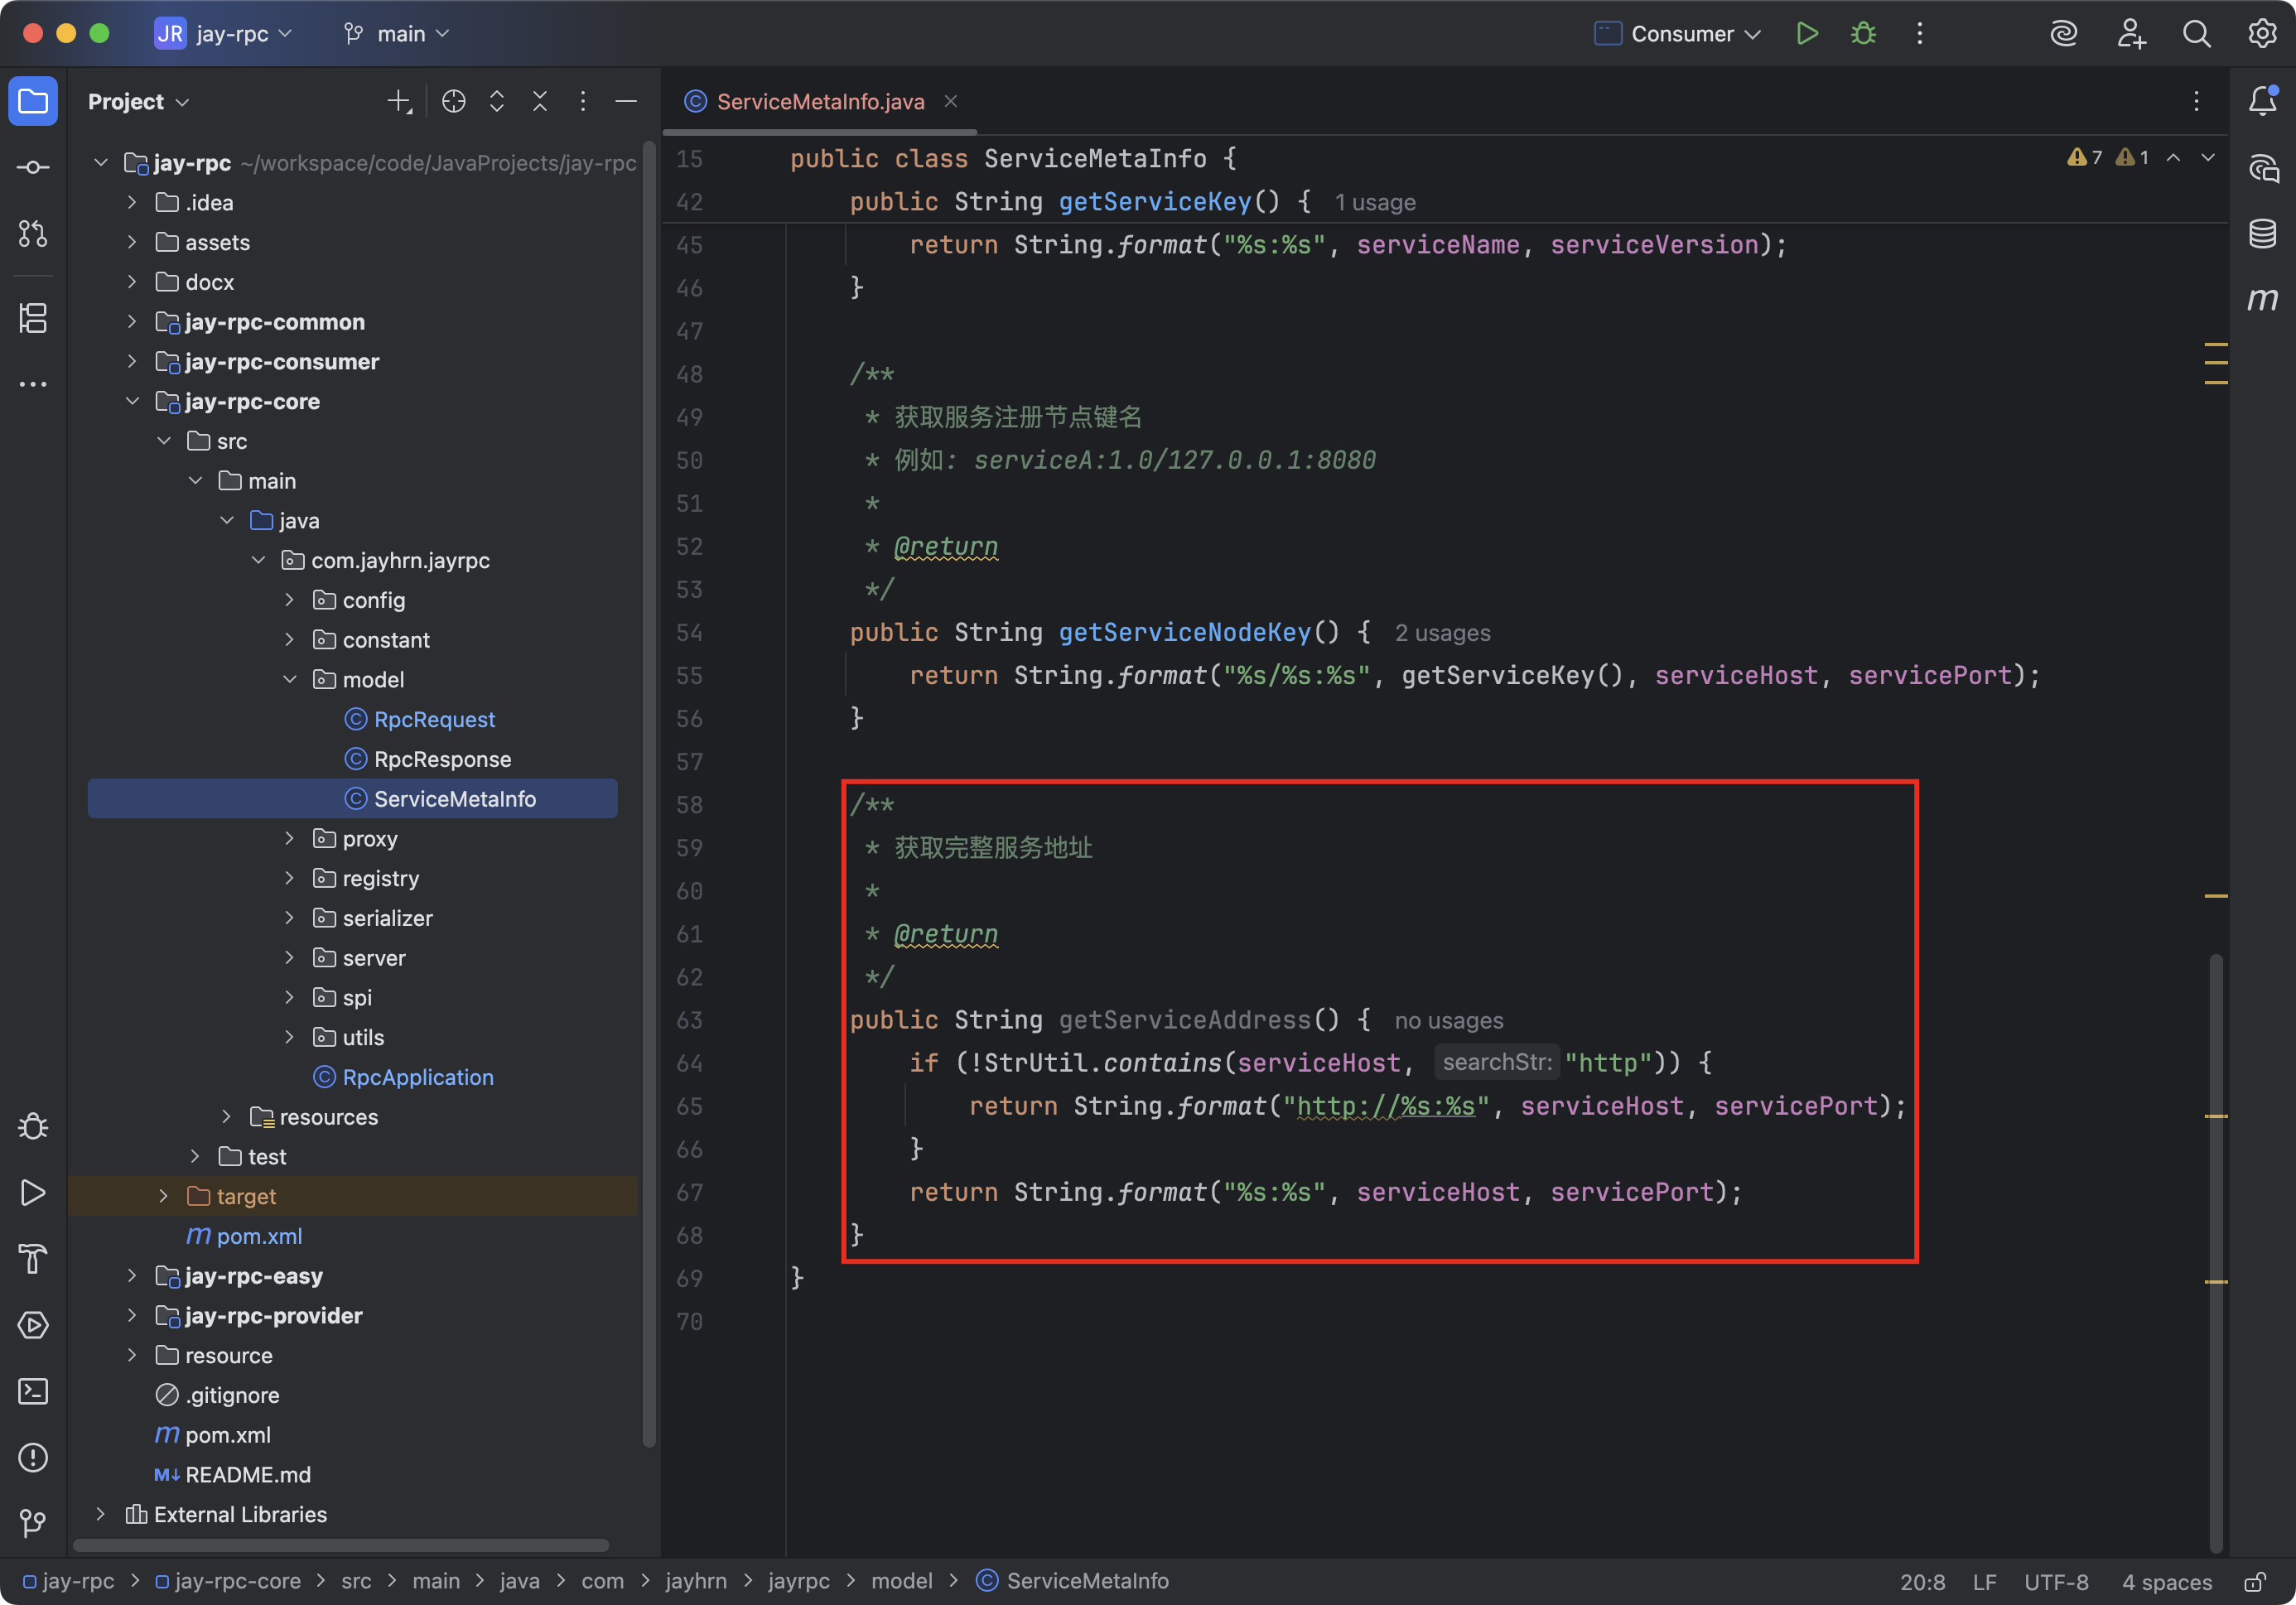 JR jay-rpc main Consumer
Project
ServiceMetaInfo.java
jay-rpc ~/workspace/code/JavaProjects/jay-rpc
.idea
assets
docx
jay-rpc-common
jay-rpc-consumer
jay-rpc-core
src
main
java
com.jayhrn.jayrpc
config
constant
model
RpcRequest
RpcResponse
ServiceMetaInfo
proxy
registry
serializer
server
spi
utils
RpcApplication
resources
test
target
m pom.xml
jay-rpc-easy
jay-rpc-provider
resource
.gitignore
m pom.xml
M↓ README.md
External Libraries
15 public class ServiceMetaInfo {
7 1
42 public String getServiceKey() { 1 usage
45 return String.format("%s:%s", serviceName, serviceVersion);
46 }
47
48 /**
49 * 获取服务注册节点键名
50 * 例如: serviceA:1.0/127.0.0.1:8080
51 *
52 * @return
53 */
54 public String getServiceNodeKey() { 2 usages
55 return String.format("%s/%s:%s", getServiceKey(), serviceHost, servicePort);
56 }
57
58 /**
59 * 获取完整服务地址
60 *
61 * @return
62 */
63 public String getServiceAddress() { no usages
64 if (!StrUtil.contains(serviceHost, searchStr: "http")) {
65 return String.format("http://%s:%s", serviceHost, servicePort);
66 }
67 return String.format("%s:%s", serviceHost, servicePort);
68 }
69 }
70
m
jay-rpc > jay-rpc-core > src > main > java > com > jayhrn > jayrpc > model > ServiceMetaInfo
20:8 LF UTF-8 4 spaces